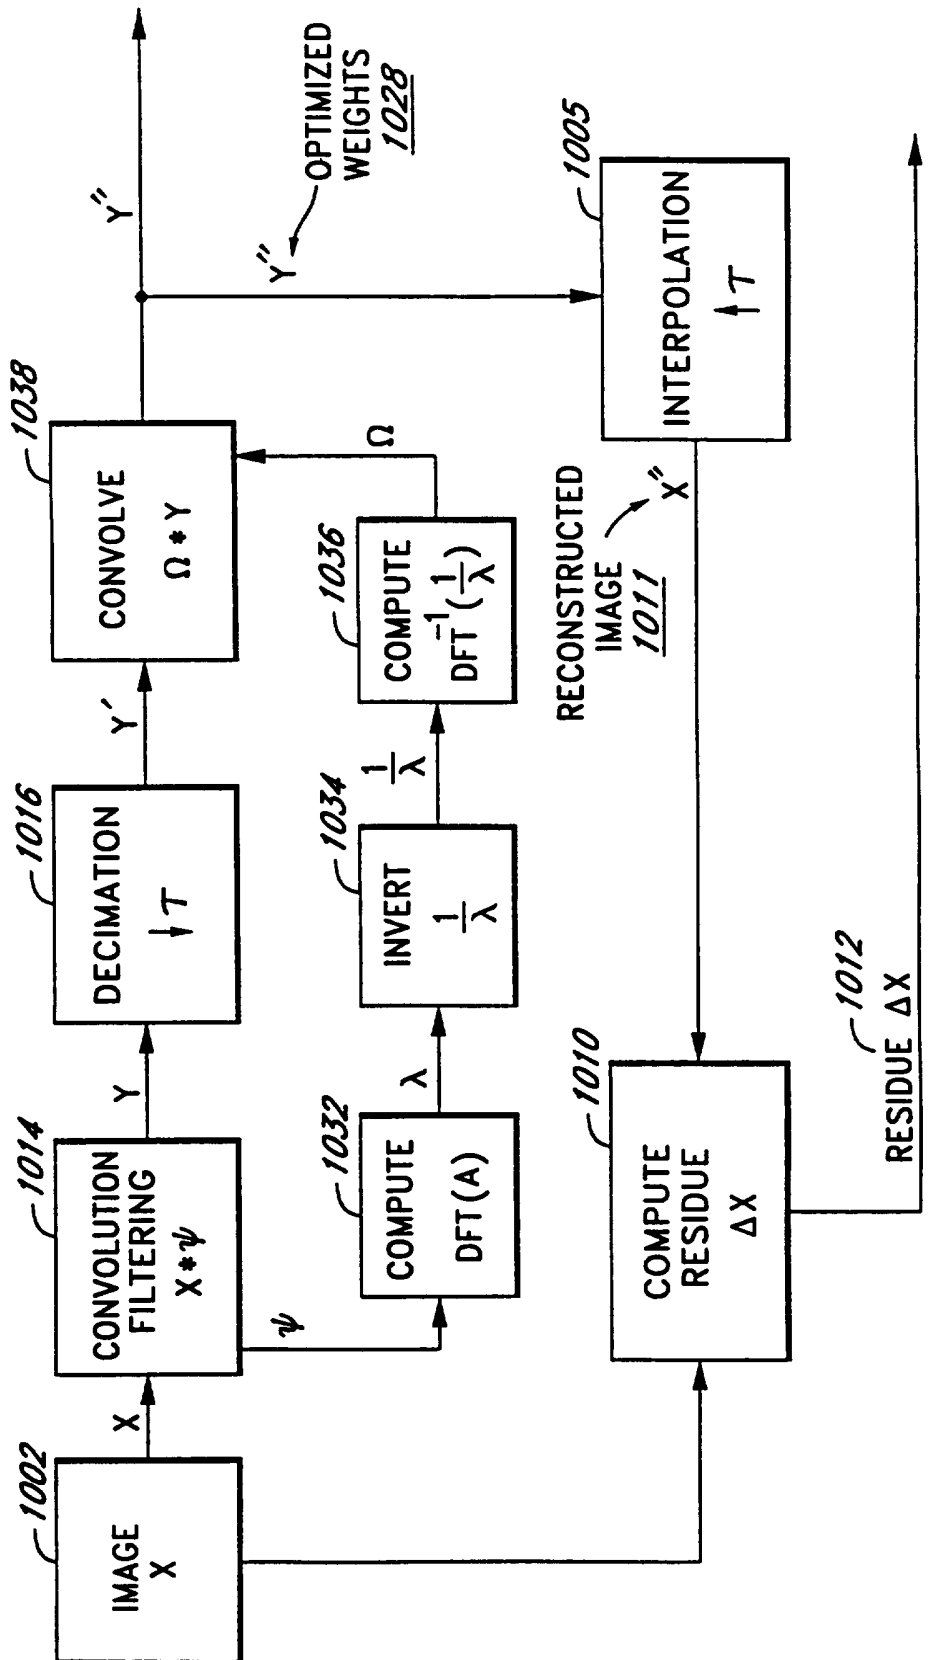 1002
IMAGE
X
X
1014
CONVOLUTION
FILTERING
X*ψ
Y
1016
DECIMATION
↓τ
Y′
1038
CONVOLVE
Ω*Y
Y″
ψ
1032
COMPUTE
DFT(A)
λ
1034
INVERT
1/λ
1/λ
1036
COMPUTE
DFT⁻¹(1/λ)
Ω
Y″
OPTIMIZED
WEIGHTS
1028
1005
INTERPOLATION
↑τ
RECONSTRUCTED
IMAGE
1011
X″
1010
COMPUTE
RESIDUE
ΔX
1012
RESIDUE ΔX